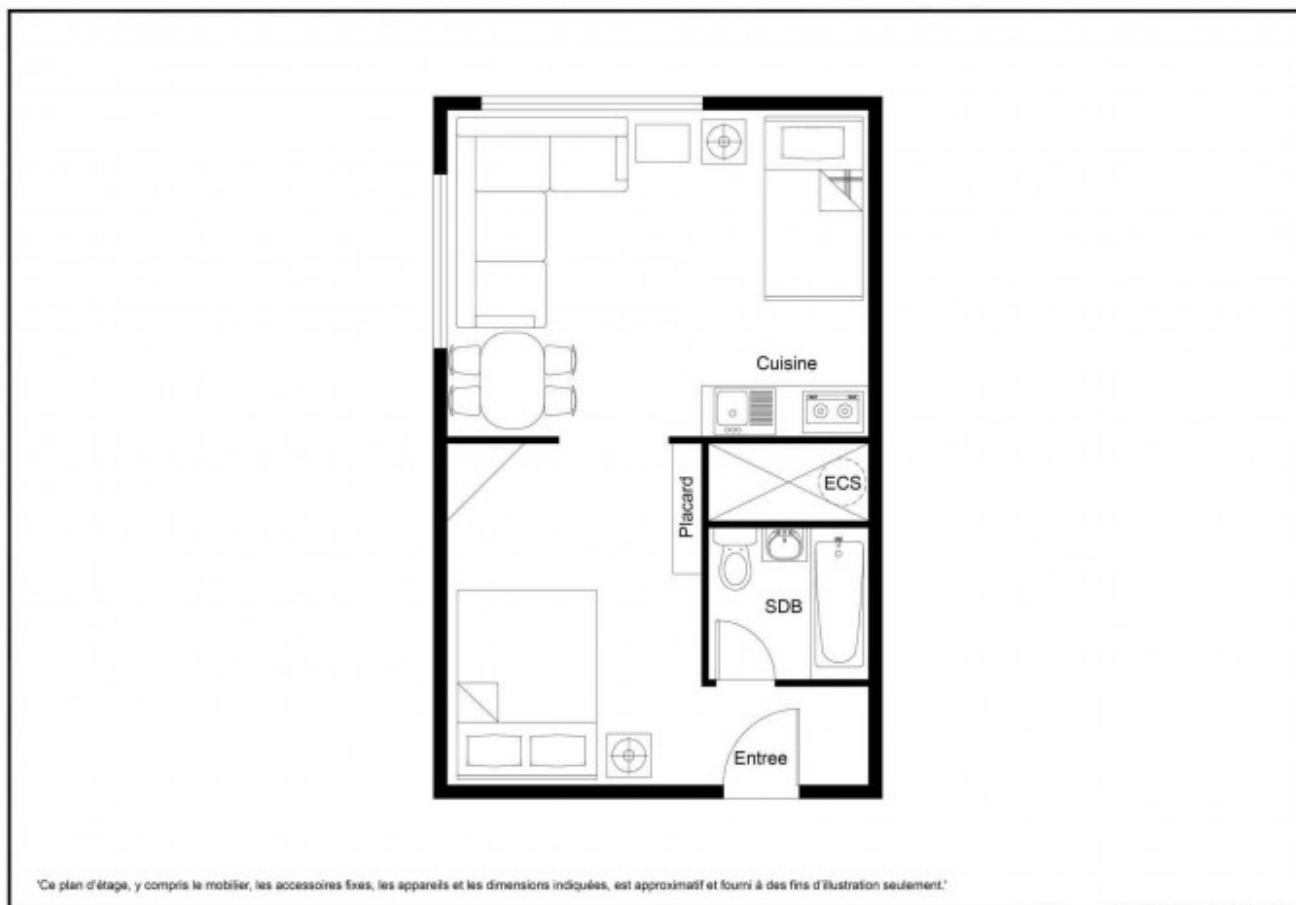 Cuisine
ECS
Placard
SDB
Entree
'Ce plan d'étage, y compris le mobilier, les accessoires fixes, les appareils et les dimensions indiquées, est approximatif et fourni à des fins d'illustration seulement.'